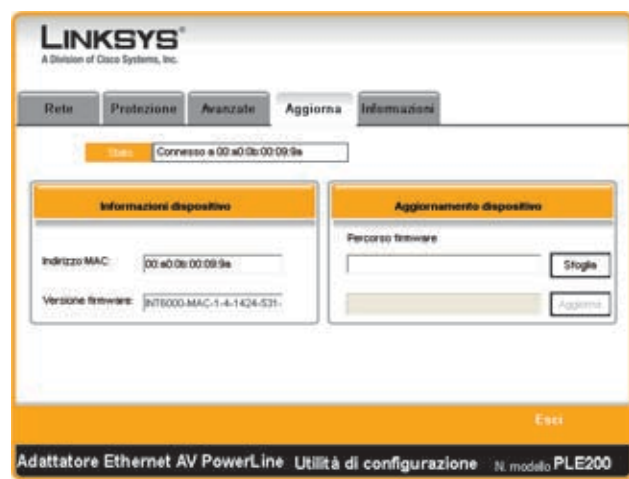 LINKSYS®
A Division of Cisco Systems, Inc.
Rete Protezione Avanzate Aggiorna Informazioni
Stato Connesso a 00:a0:0b:00:09:9a
Informazioni dispositivo
Aggiornamento dispositivo
Percorso firmware
Indirizzo MAC: 00:a0:0b:00:09:9a
Sfoglia
Versione firmware: INT6000-MAC-1-4-1424-531-
Aggiorna
Esci
Adattatore Ethernet AV PowerLine Utilità di configurazione N. modello PLE200